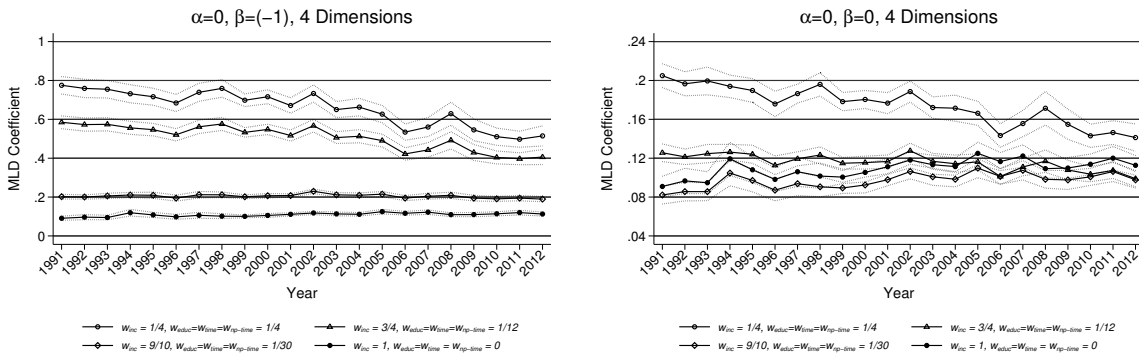 α=0, β=(−1), 4 Dimensions
MLD Coefficient
1
.8
.6
.4
.2
0
1991 1992 1993 1994 1995 1996 1997 1998 1999 2000 2001 2002 2003 2004 2005 2006 2007 2008 2009 2010 2011 2012
Year
w_inc = 1/4, w_educ=w_time=w_np-time = 1/4
w_inc = 3/4, w_educ=w_time=w_np-time = 1/12
w_inc = 9/10, w_educ=w_time=w_np-time = 1/30
w_inc = 1, w_educ=w_time = w_np-time = 0
α=0, β=0, 4 Dimensions
MLD Coefficient
.24
.2
.16
.12
.08
.04
1991 1992 1993 1994 1995 1996 1997 1998 1999 2000 2001 2002 2003 2004 2005 2006 2007 2008 2009 2010 2011 2012
Year
w_inc = 1/4, w_educ=w_time=w_np-time = 1/4
w_inc = 3/4, w_educ=w_time=w_np-time = 1/12
w_inc = 9/10, w_educ=w_time=w_np-time = 1/30
w_inc = 1, w_educ=w_time = w_np-time = 0